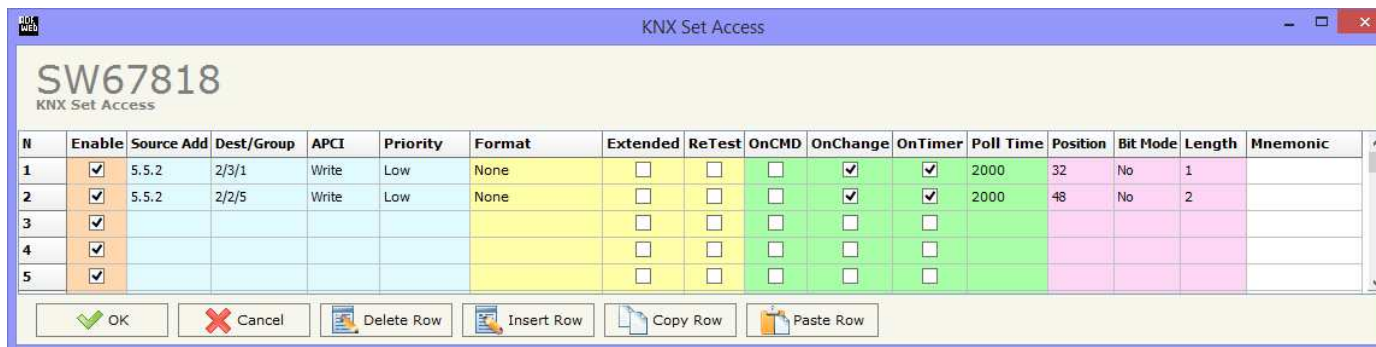 ADF
WEB
KNX Set Access
SW67818
KNX Set Access
N Enable Source Add Dest/Group APCI Priority Format Extended ReTest OnCMD OnChange OnTimer Poll Time Position Bit Mode Length Mnemonic
1 5.5.2 2/3/1 Write Low None 2000 32 No 1
2 5.5.2 2/2/5 Write Low None 2000 48 No 2
3
4
5
OK Cancel Delete Row Insert Row Copy Row Paste Row